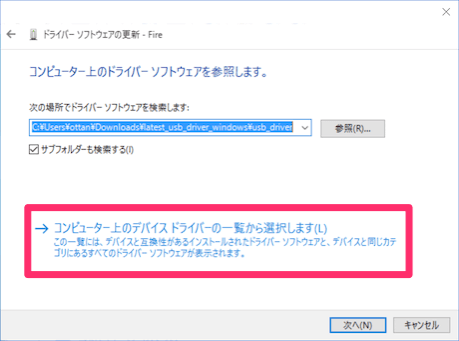 ドライバー ソフトウェアの更新 - Fire
コンピューター上のドライバー ソフトウェアを参照します。
次の場所でドライバー ソフトウェアを検索します:
C:¥Users¥ottan¥Downloads¥latest_usb_driver_windows¥usb_driver
参照(R)...
サブフォルダーも検索する(I)
コンピューター上のデバイス ドライバーの一覧から選択します(L)
この一覧には、デバイスと互換性があるインストールされたドライバー ソフトウェアと、デバイスと同じカテ
ゴリにあるすべてのドライバー ソフトウェアが表示されます。
次へ(N)
キャンセル